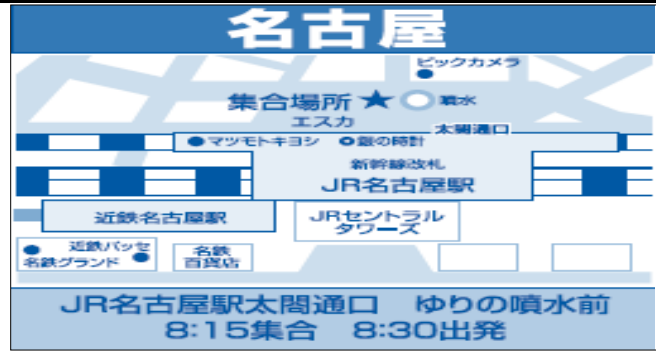 名古屋
ビックカメラ
集合場所 ★ 噴水
エスカ
太閤通口
マツモトキヨシ 銀の時計
新幹線改札
JR名古屋駅
近鉄名古屋駅
JRセントラル
タワーズ
近鉄パッセ
名鉄グランド
名鉄
百貨店
JR名古屋駅太閤通口 ゆりの噴水前
8:15集合 8:30出発